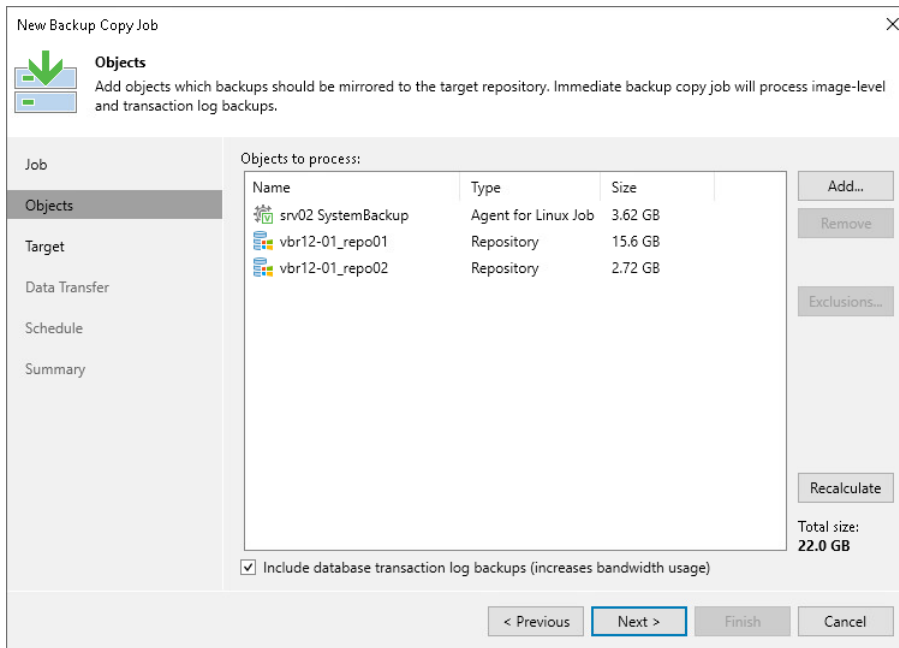 New Backup Copy Job
Objects
Add objects which backups should be mirrored to the target repository. Immediate backup copy job will process image-level
and transaction log backups.
Job
Objects
Target
Data Transfer
Schedule
Summary
Objects to process:
Name Type Size
srv02 SystemBackup Agent for Linux Job 3.62 GB
vbr12-01_repo01 Repository 15.6 GB
vbr12-01_repo02 Repository 2.72 GB
Add...
Remove
Exclusions...
Recalculate
Total size:
22.0 GB
Include database transaction log backups (increases bandwidth usage)
< Previous Next > Finish Cancel